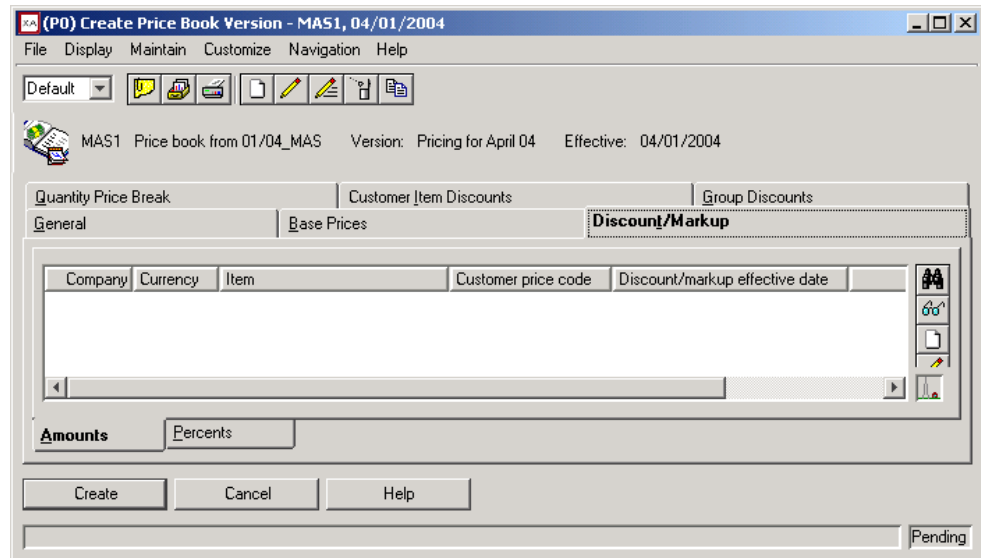 XA (P0) Create Price Book Version - MAS1, 04/01/2004
File Display Maintain Customize Navigation Help
Default
MAS1 Price book from 01/04_MAS Version: Pricing for April 04 Effective: 04/01/2004
Quantity Price Break Customer Item Discounts Group Discounts
General Base Prices Discount/Markup
Company Currency Item Customer price code Discount/markup effective date
Amounts Percents
Create Cancel Help
Pending